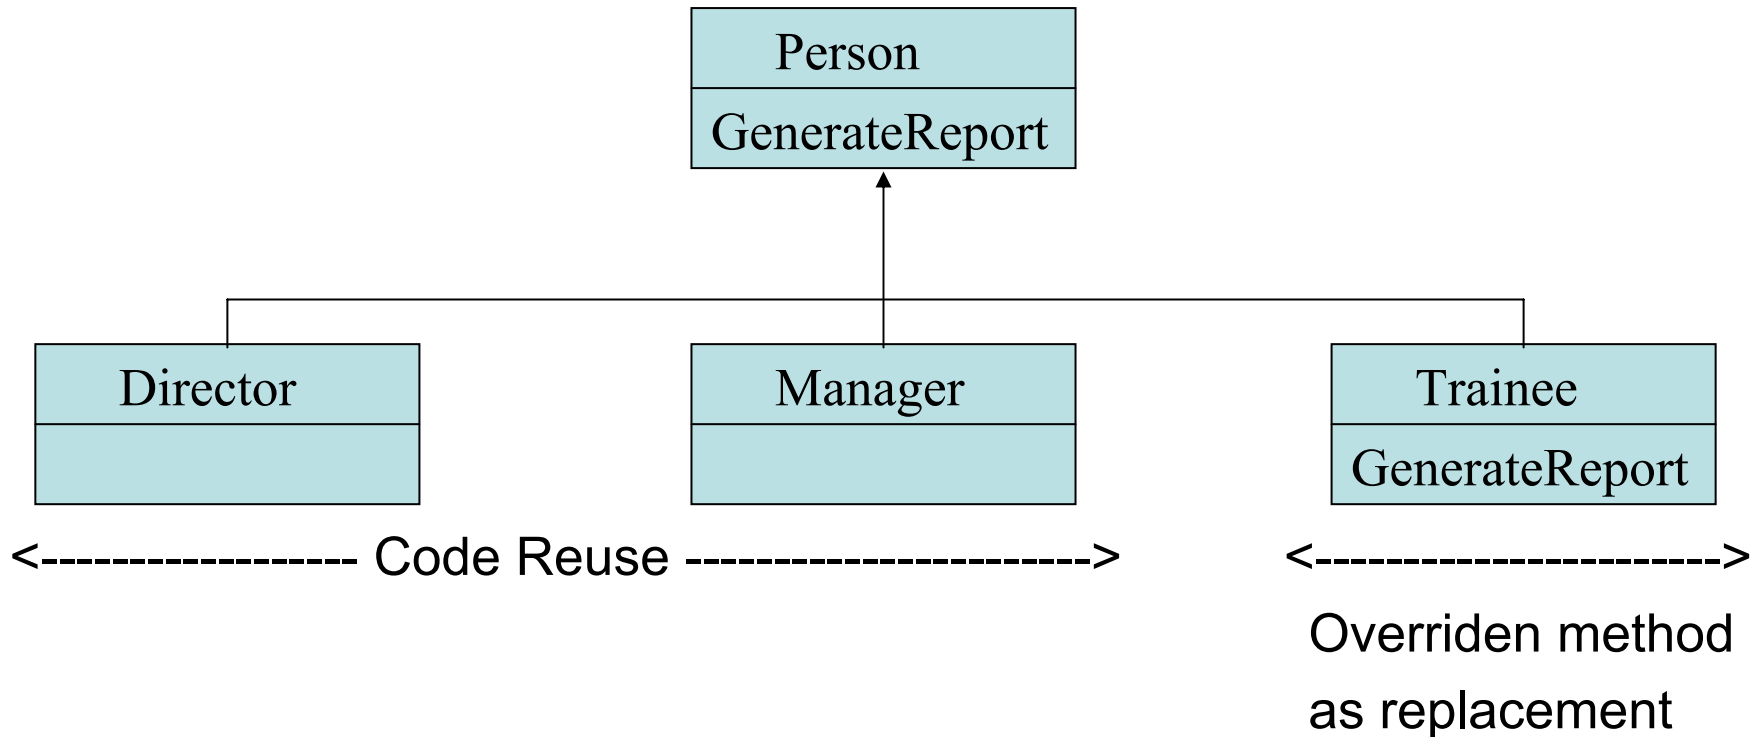 Person
GenerateReport
Director
Manager
Trainee
GenerateReport
<------------------ Code Reuse ----------------------->
<----------------------->
Overriden method
as replacement